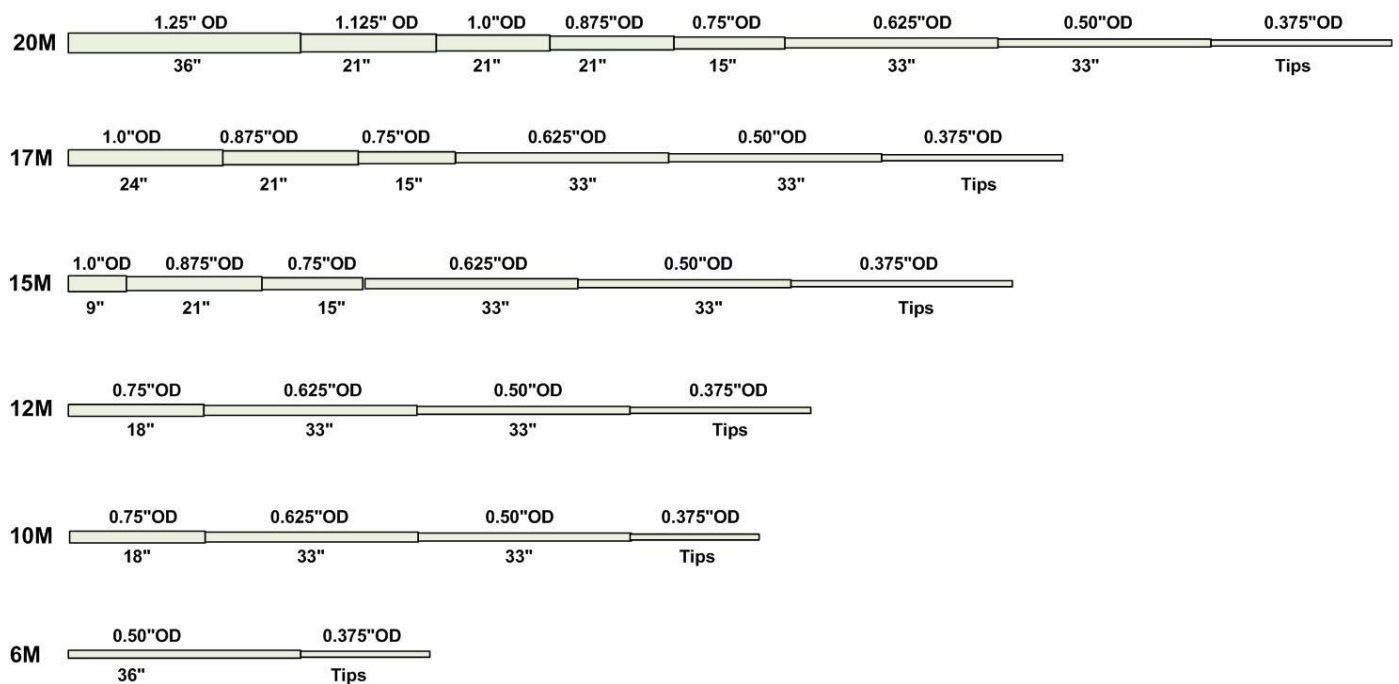 1.25" OD 1.125" OD 1.0"OD 0.875"OD 0.75"OD 0.625"OD 0.50"OD 0.375"OD
20M
36" 21" 21" 21" 15" 33" 33" Tips
1.0"OD 0.875"OD 0.75"OD 0.625"OD 0.50"OD 0.375"OD
17M
24" 21" 15" 33" 33" Tips
1.0"OD 0.875"OD 0.75"OD 0.625"OD 0.50"OD 0.375"OD
15M
9" 21" 15" 33" 33" Tips
0.75"OD 0.625"OD 0.50"OD 0.375"OD
12M
18" 33" 33" Tips
0.75"OD 0.625"OD 0.50"OD 0.375"OD
10M
18" 33" 33" Tips
0.50"OD 0.375"OD
6M
36" Tips